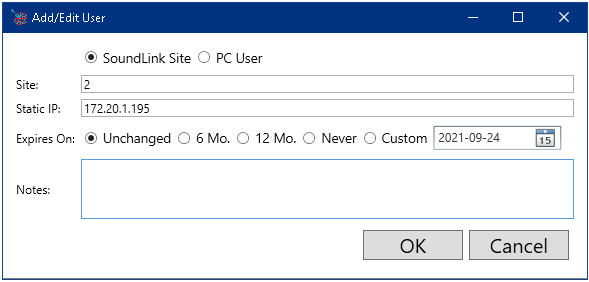 Add/Edit User
SoundLink Site PC User
Site: 2
Static IP: 172.20.1.195
Expires On: Unchanged 6 Mo. 12 Mo. Never Custom 2021-09-24 15
Notes:
OK Cancel